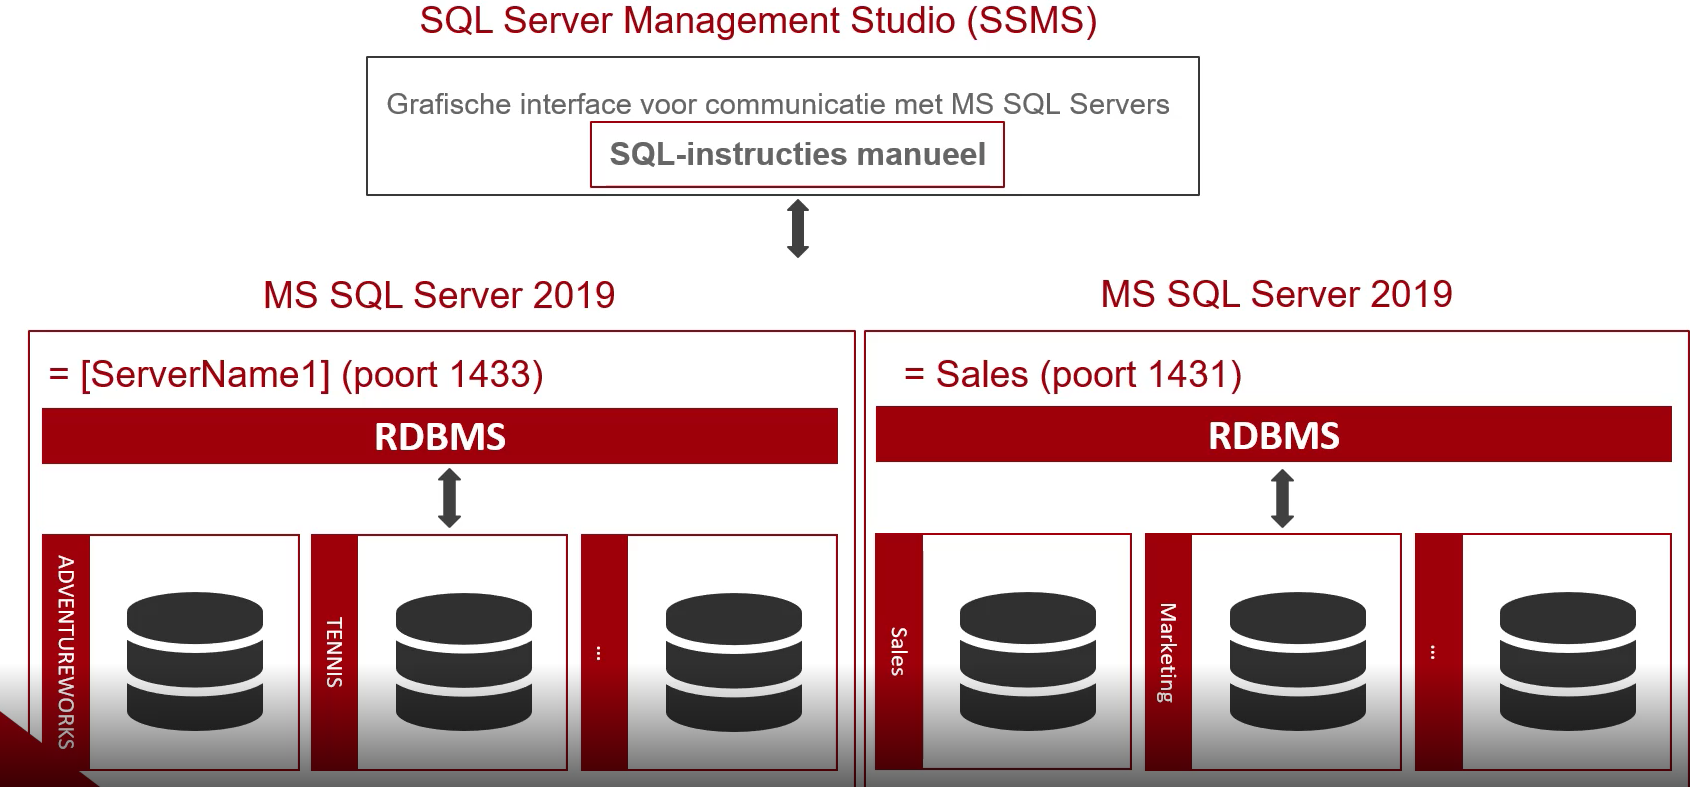 SQL Server Management Studio (SSMS)
Grafische interface voor communicatie met MS SQL Servers
SQL-instructies manueel
MS SQL Server 2019
= [ServerName1] (poort 1433)
RDBMS
ADVENTUREWORKS
TENNIS
...
MS SQL Server 2019
= Sales (poort 1431)
RDBMS
Sales
Marketing
...